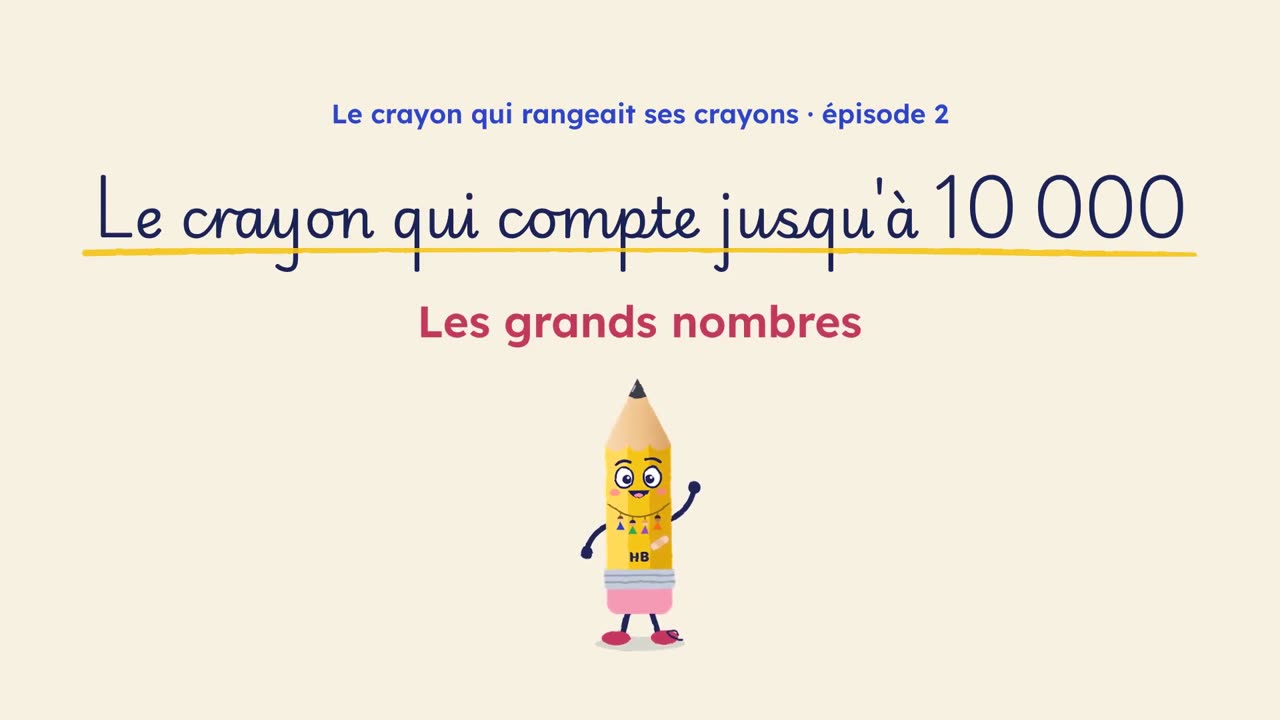 Le crayon qui rangeait ses crayons · épisode 2
Le crayon qui compte jusqu'à 10 000
Les grands nombres
HB